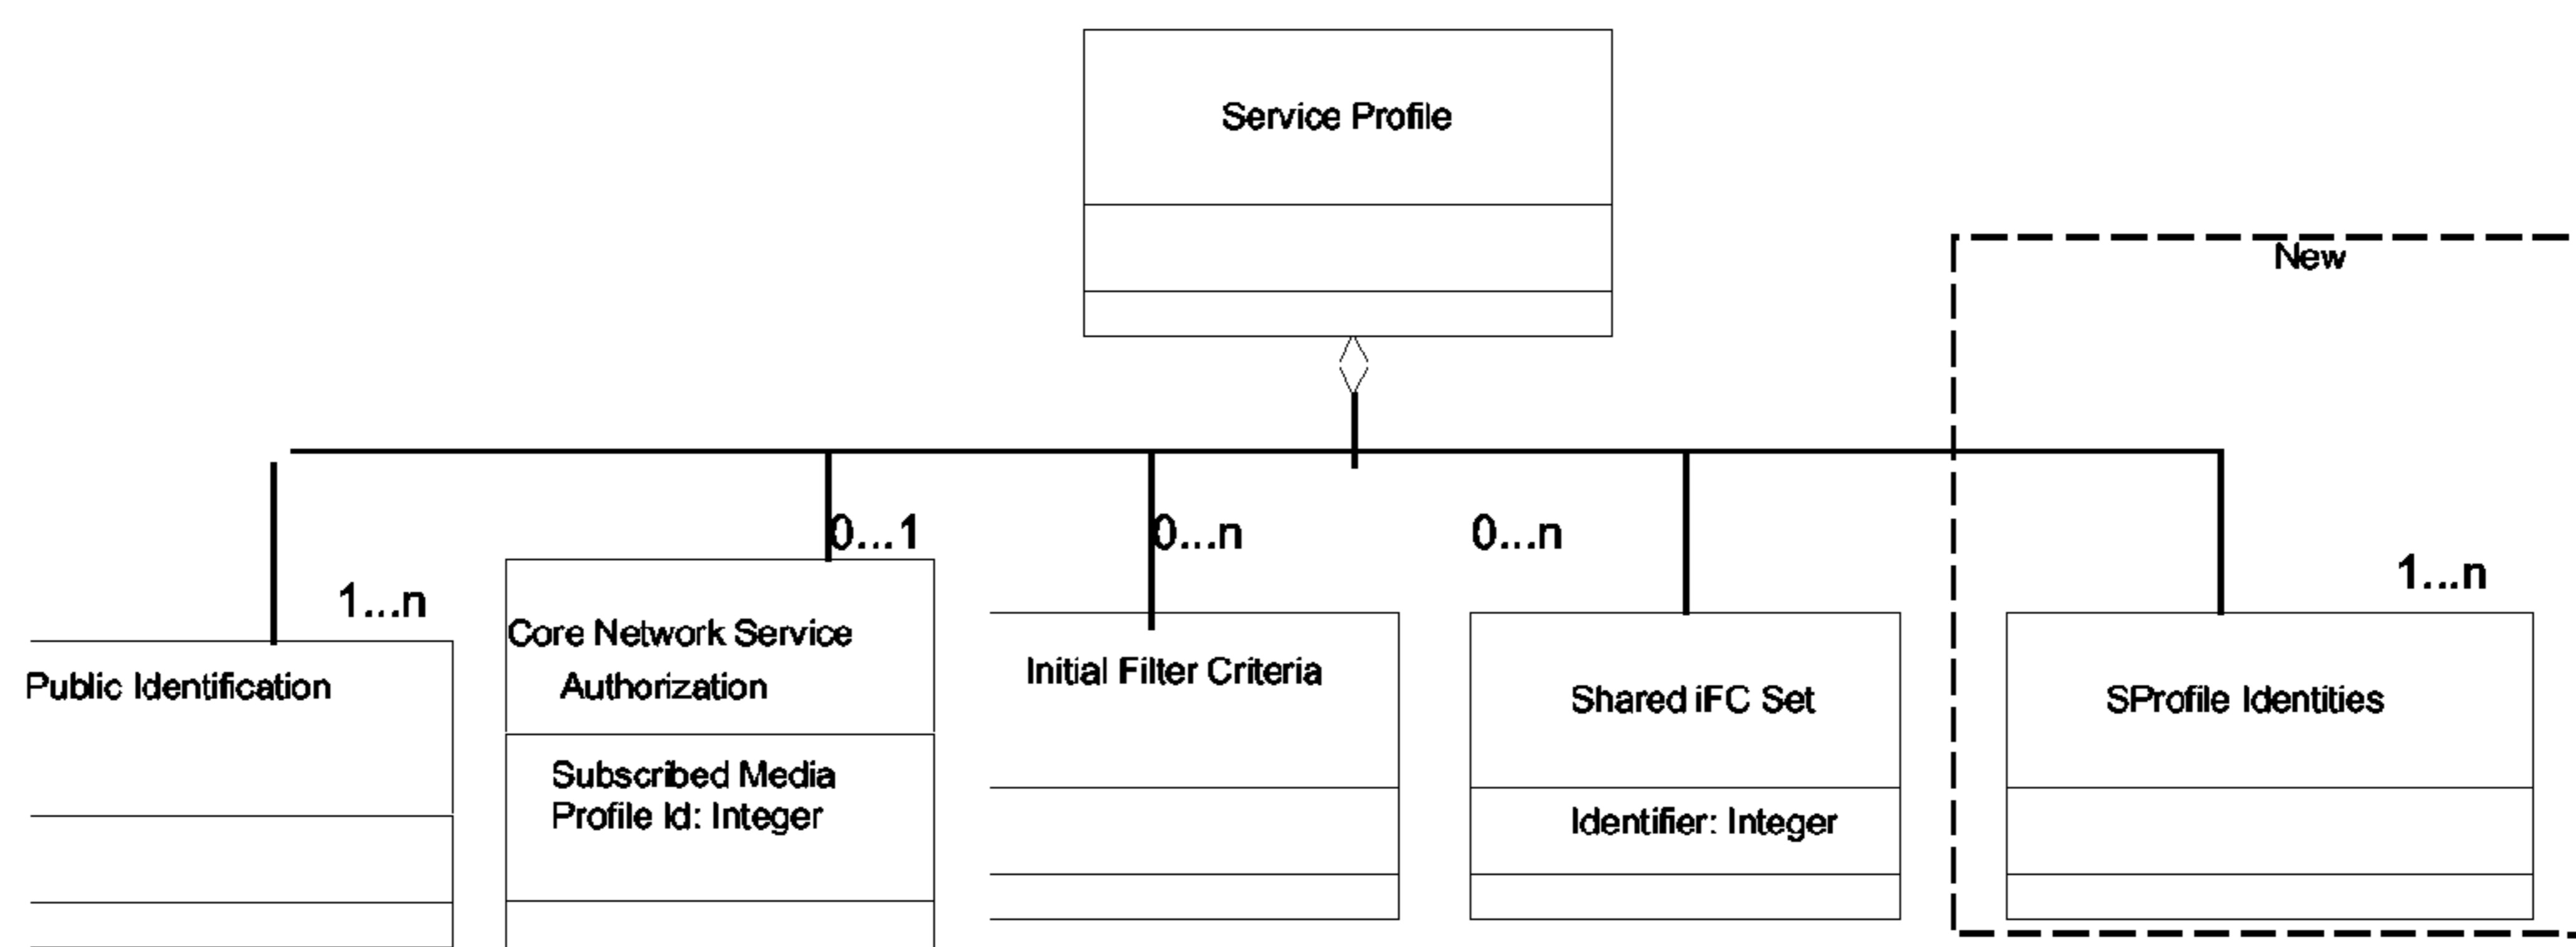 Service Profile
New
0...1
0...n
0...n
1...n
1...n
Public Identification
Core Network Service
Authorization
Subscribed Media
Profile Id: Integer
Initial Filter Criteria
Shared iFC Set
Identifier: Integer
SProfile Identities